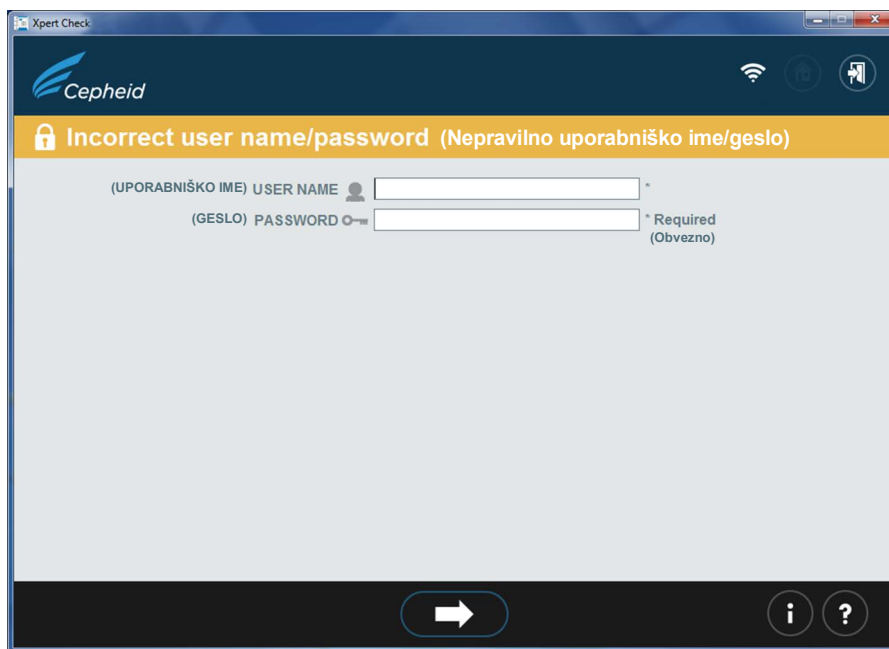 Xpert Check
Cepheid
Incorrect user name/password (Nepravilno uporabniško ime/geslo)
(UPORABNIŠKO IME) USER NAME *
(GESLO) PASSWORD * Required
(Obvezno)
i ?